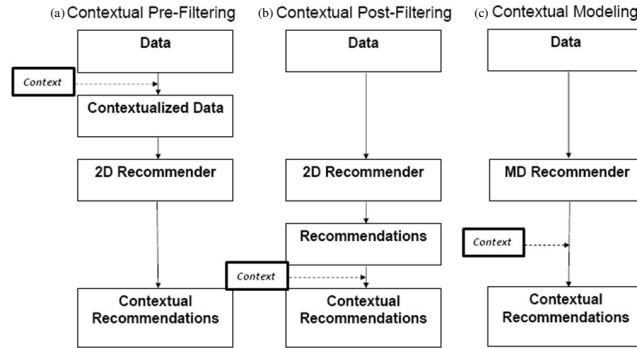 (a) Contextual Pre-Filtering
Data
Context
Contextualized Data
2D Recommender
Contextual
Recommendations
(b) Contextual Post-Filtering
Data
2D Recommender
Recommendations
Context
Contextual
Recommendations
(c) Contextual Modeling
Data
MD Recommender
Context
Contextual
Recommendations